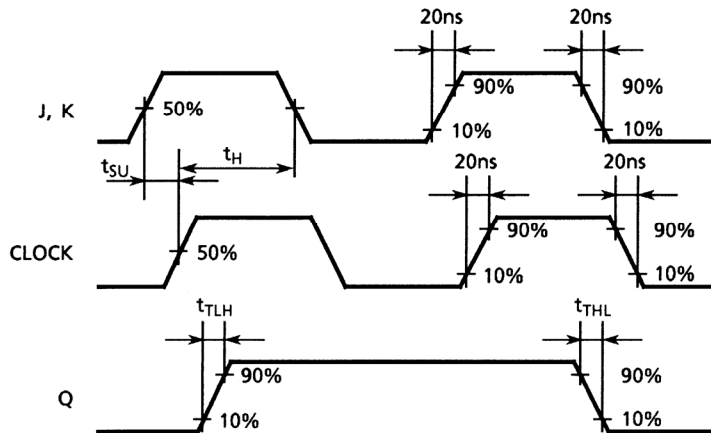 20ns 20ns
J, K 50% 90% 90%
10% 10%
tSU tH 20ns 20ns
CLOCK 50% 90% 90%
10% 10%
tTLH tTHL
Q 90% 90%
10% 10%